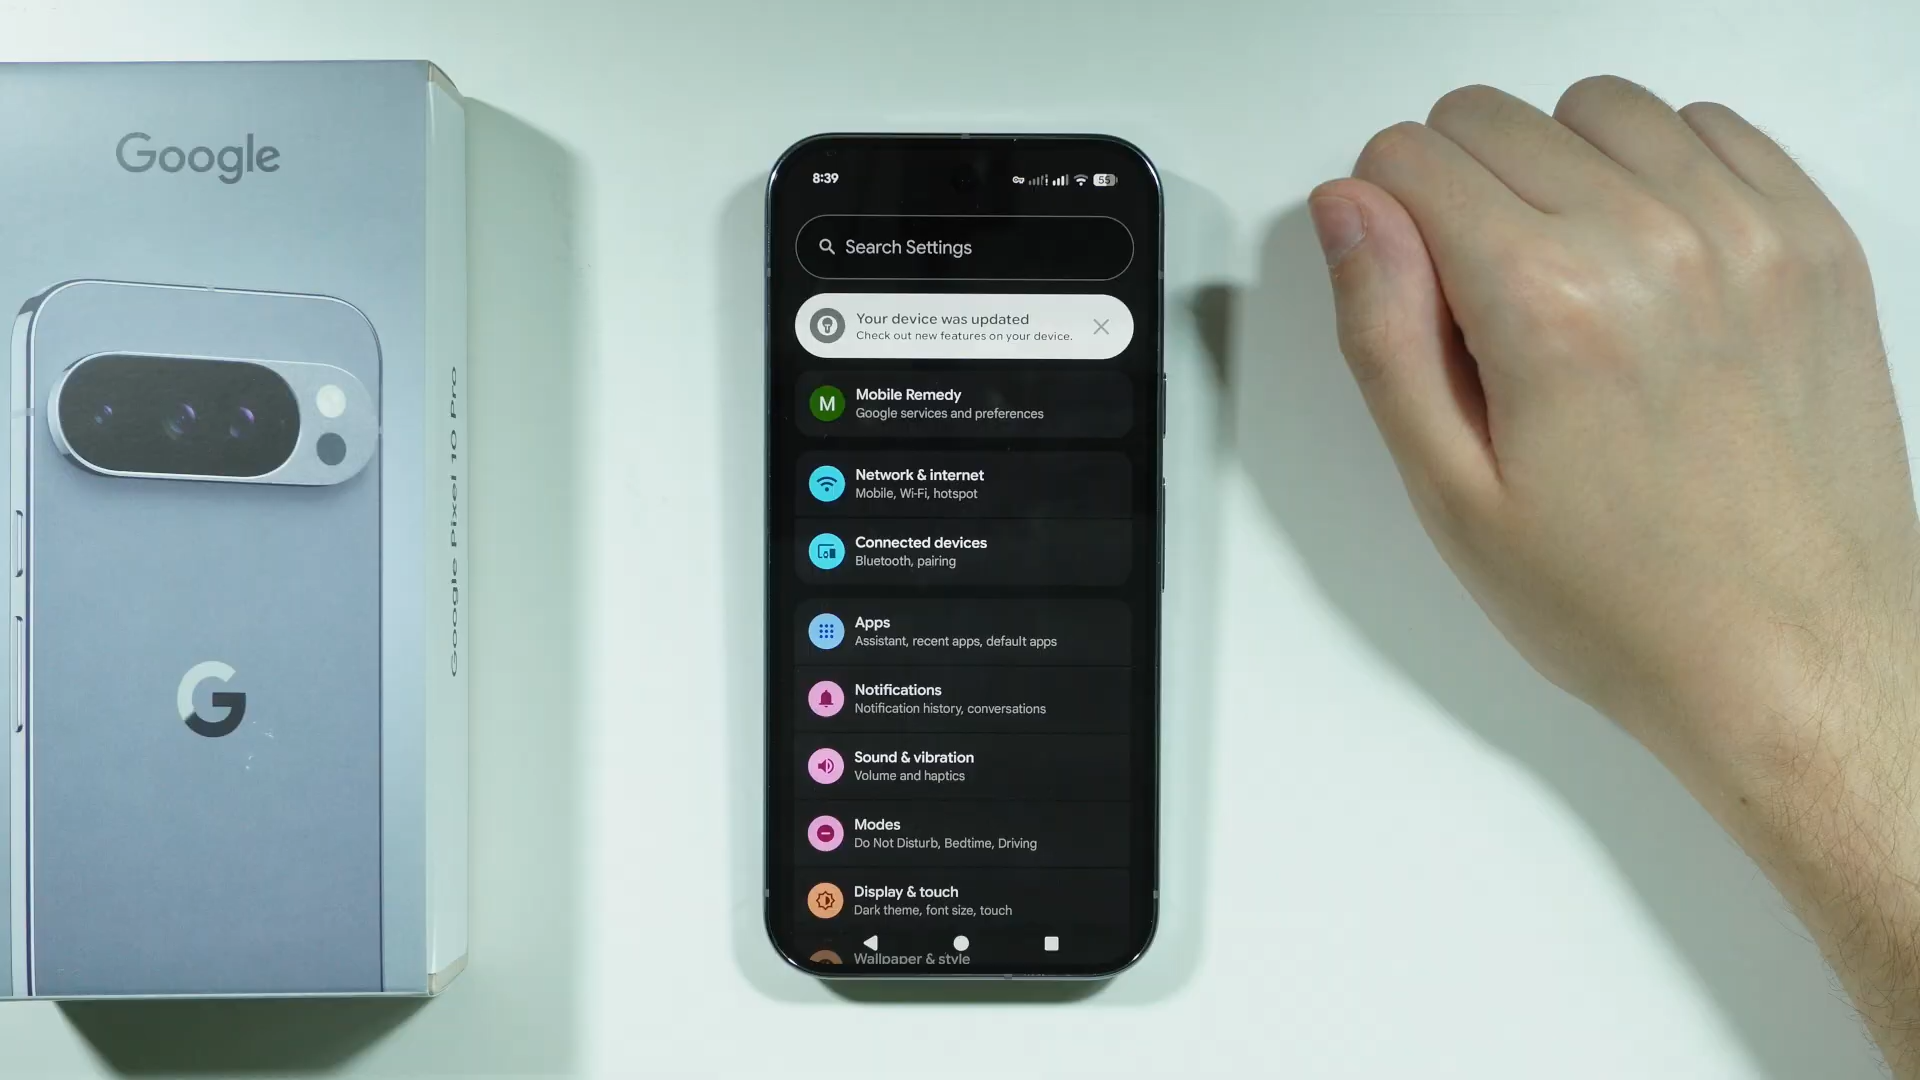 Google
Google Pixel 10 Pro
8:39
55
Search Settings
Your device was updated
Check out new features on your device.
M
Mobile Remedy
Google services and preferences
Network & internet
Mobile, Wi-Fi, hotspot
Connected devices
Bluetooth, pairing
Apps
Assistant, recent apps, default apps
Notifications
Notification history, conversations
Sound & vibration
Volume and haptics
Modes
Do Not Disturb, Bedtime, Driving
Display & touch
Dark theme, font size, touch
Wallpaper & style